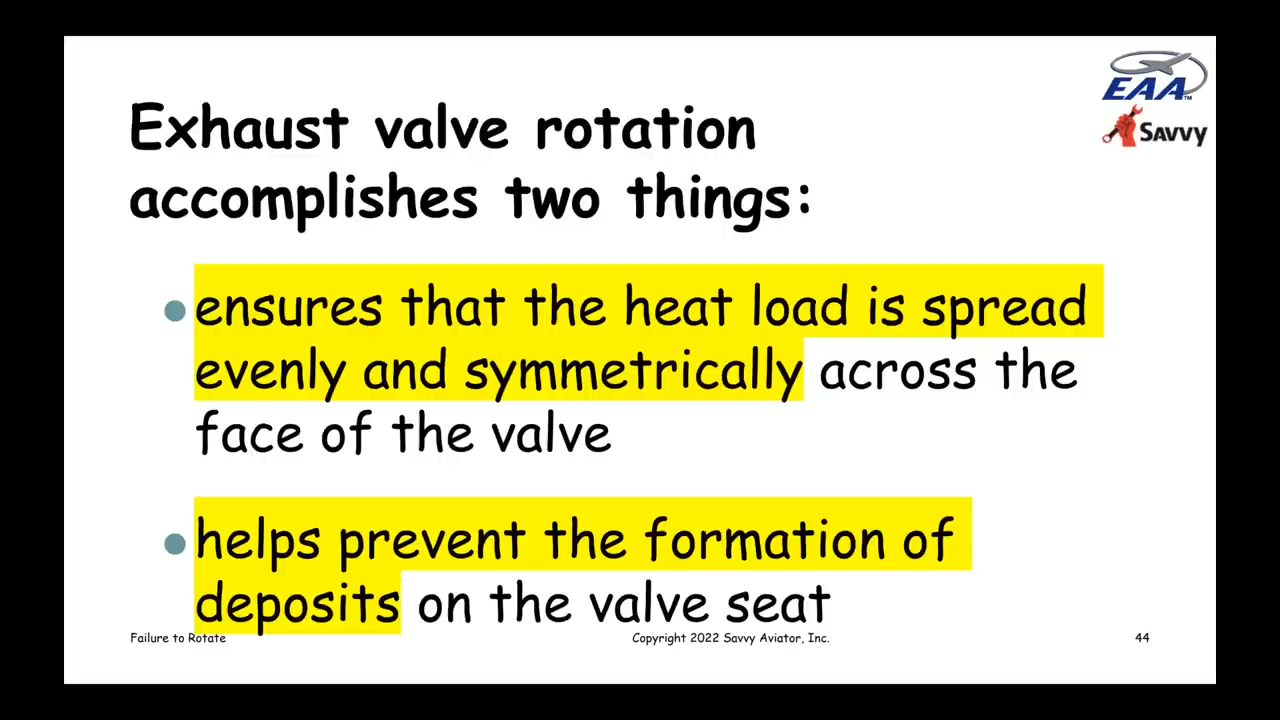 EAA™
SAVVY
Exhaust valve rotation
accomplishes two things:
ensures that the heat load is spread
evenly and symmetrically across the
face of the valve
helps prevent the formation of
deposits on the valve seat
Failure to Rotate
Copyright 2022 Savvy Aviator, Inc.
44